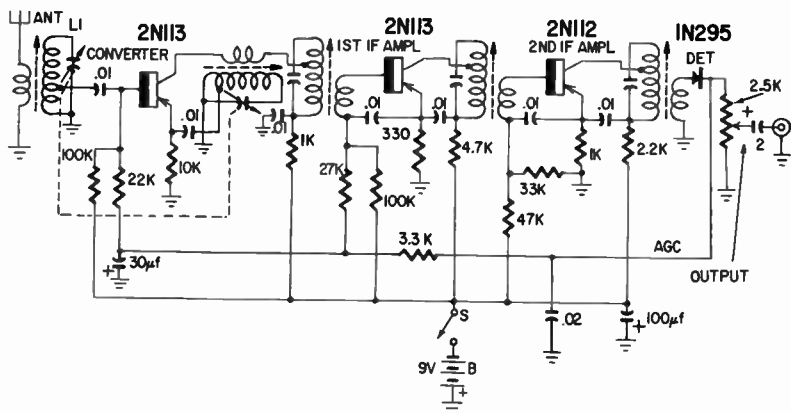 ANT
L1
2N113
CONVERTER
.01
.01
.01
100K
22K
10K
1K
30μf
+
2N113
1ST IF AMPL
.01
.01
330
4.7K
27K
100K
3.3K
2N112
2ND IF AMPL
.01
.01
1K
2.2K
33K
47K
1N295
DET
2.5K
+
2
AGC
OUTPUT
S
.02
100μf
+
9V
B
+